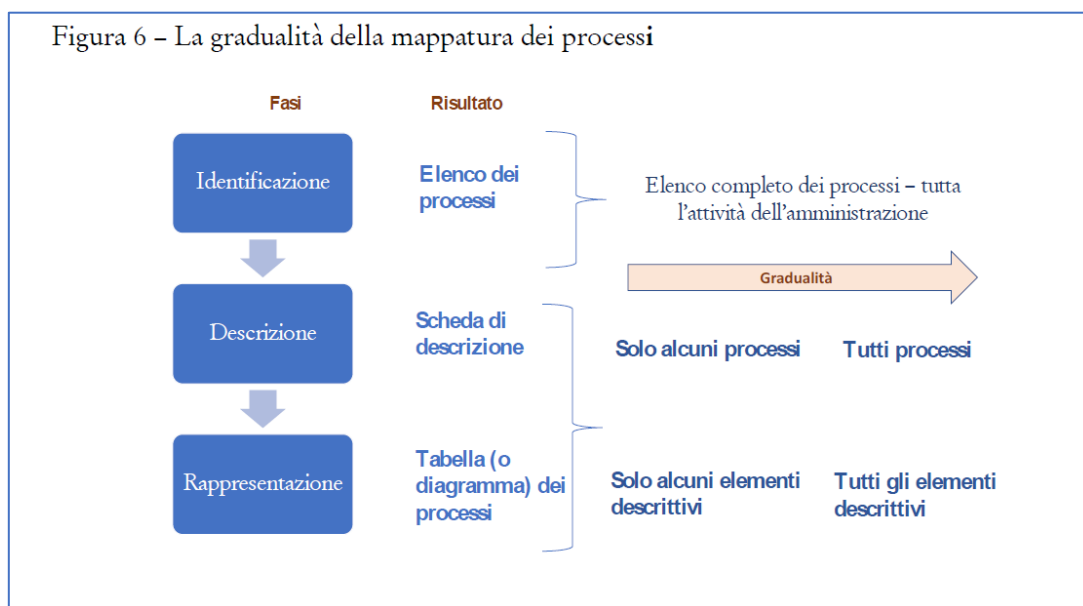 Figura 6 – La gradualità della mappatura dei processi
Fasi
Risultato
Identificazione
Elenco dei
processi
Elenco completo dei processi – tutta
l'attività dell'amministrazione
Gradualità
Descrizione
Scheda di
descrizione
Solo alcuni processi
Tutti processi
Rappresentazione
Tabella (o
diagramma) dei
processi
Solo alcuni elementi
descrittivi
Tutti gli elementi
descrittivi